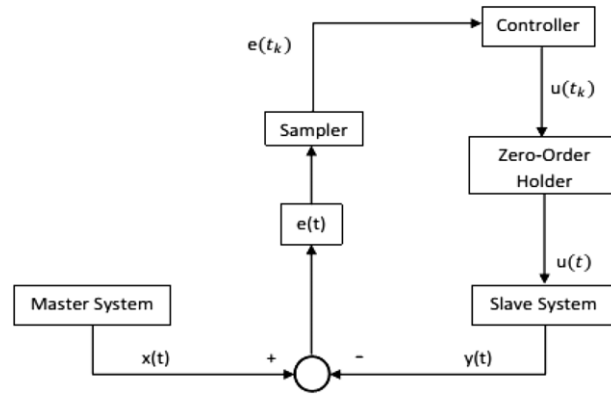 Controller
e(t_k)
u(t_k)
Sampler
Zero-Order
Holder
e(t)
u(t)
Master System
Slave System
x(t)
+
−
y(t)